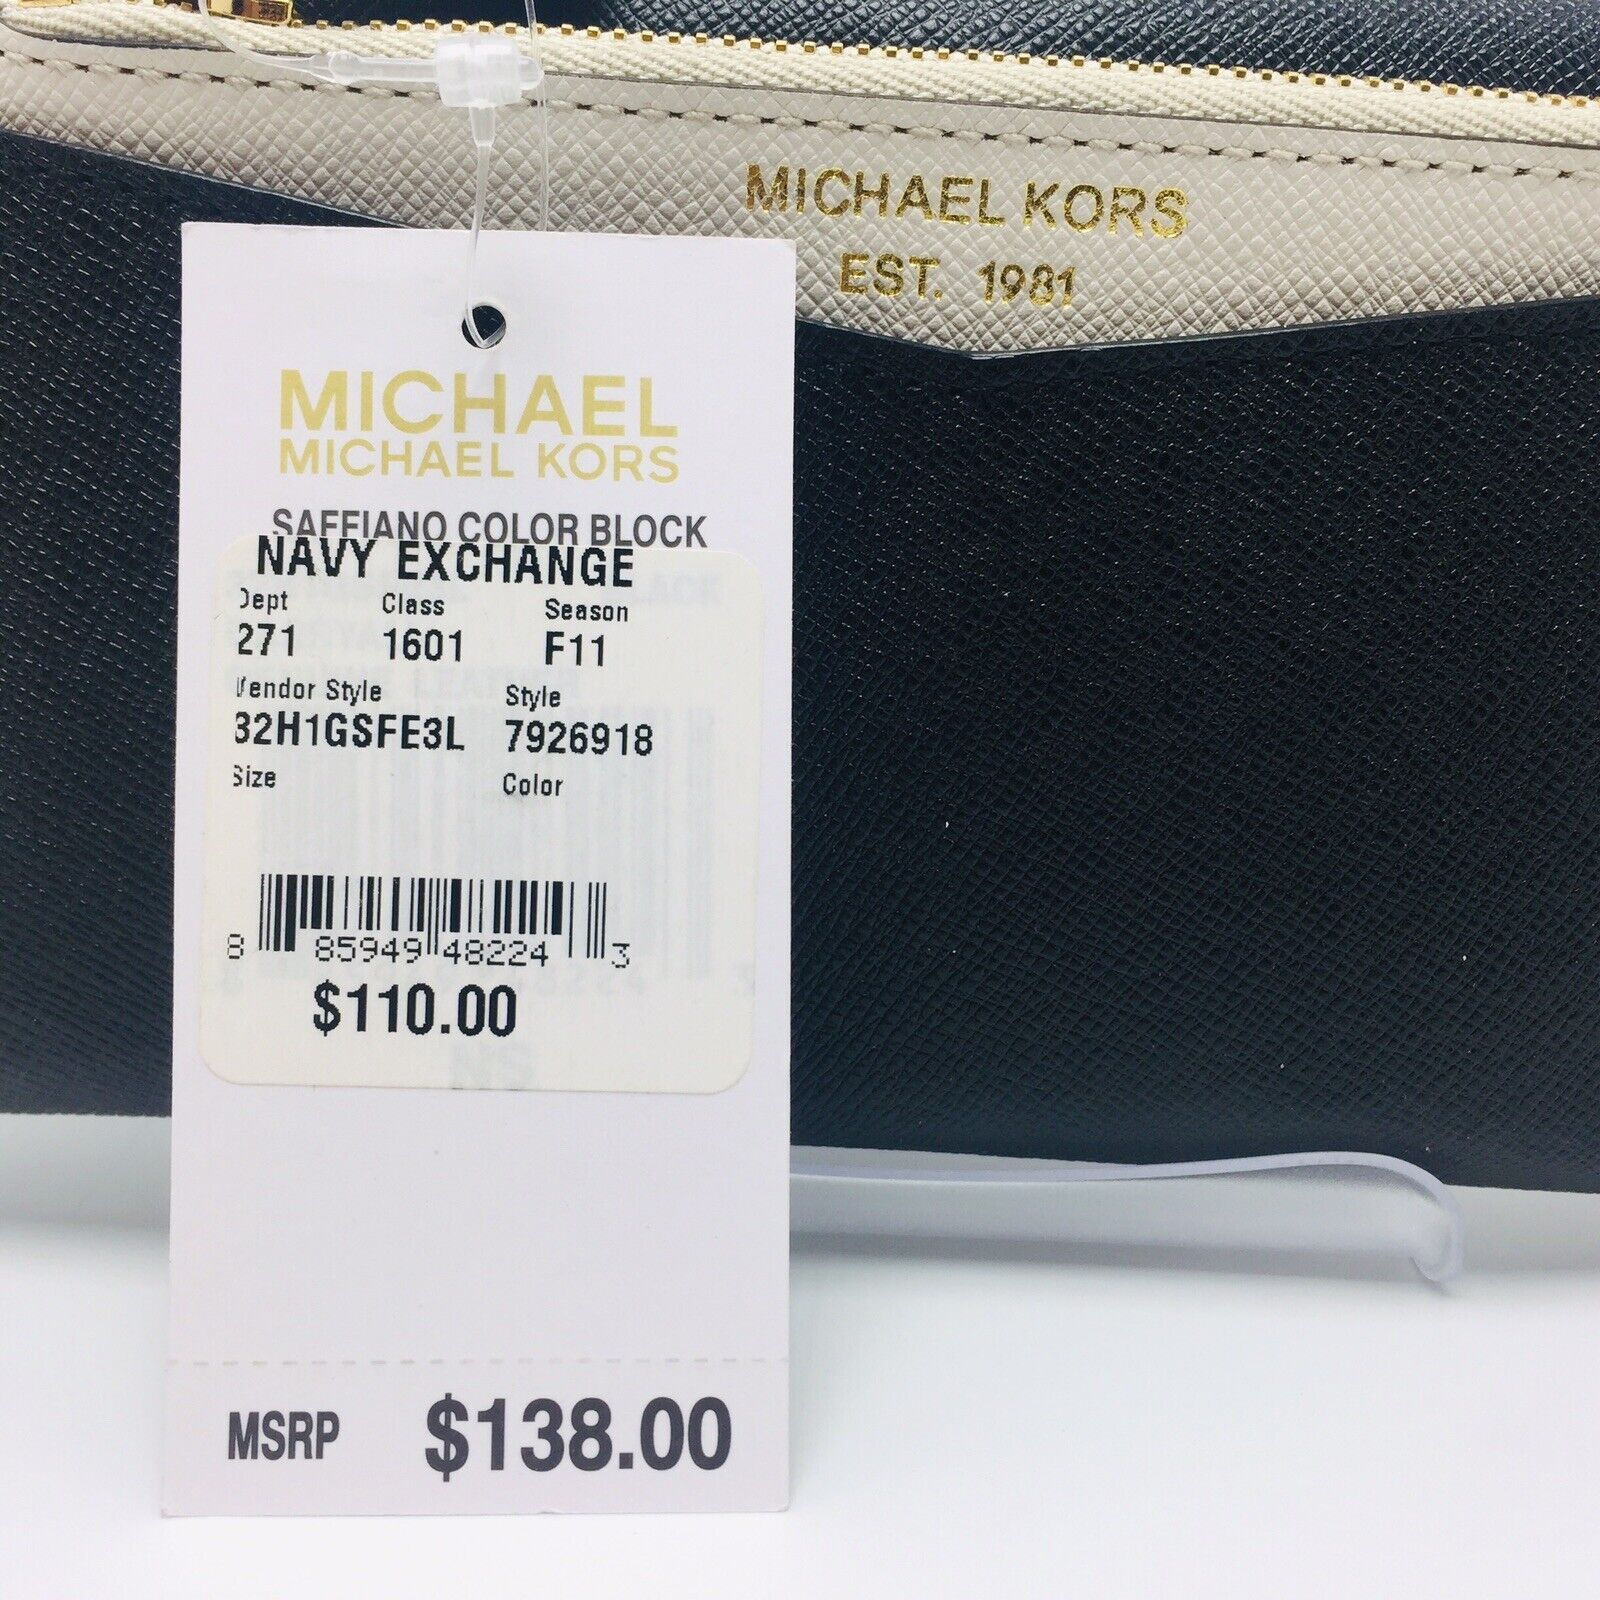 MICHAEL KORS
EST. 1981
MICHAEL
MICHAEL KORS
SAFFIANO COLOR BLOCK
NAVY EXCHANGE
Dept Class Season
271 1601 F11
Vendor Style Style
32H1GSFE3L 7926918
Size Color
8 85949 48224 3
$110.00
MSRP $138.00